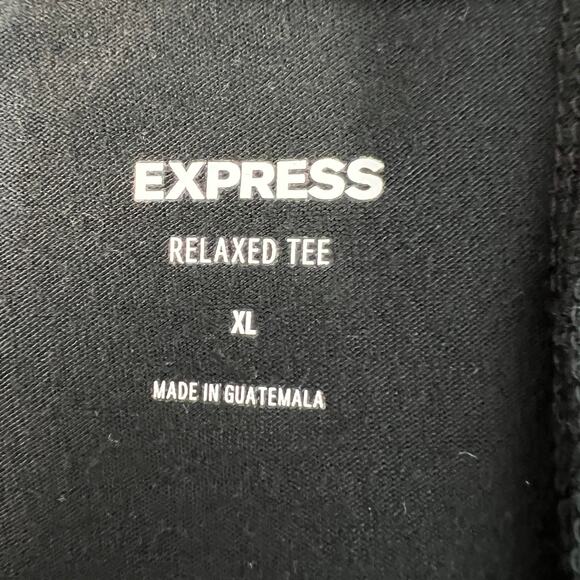 EXPRESS
RELAXED TEE
XL
MADE IN GUATEMALA